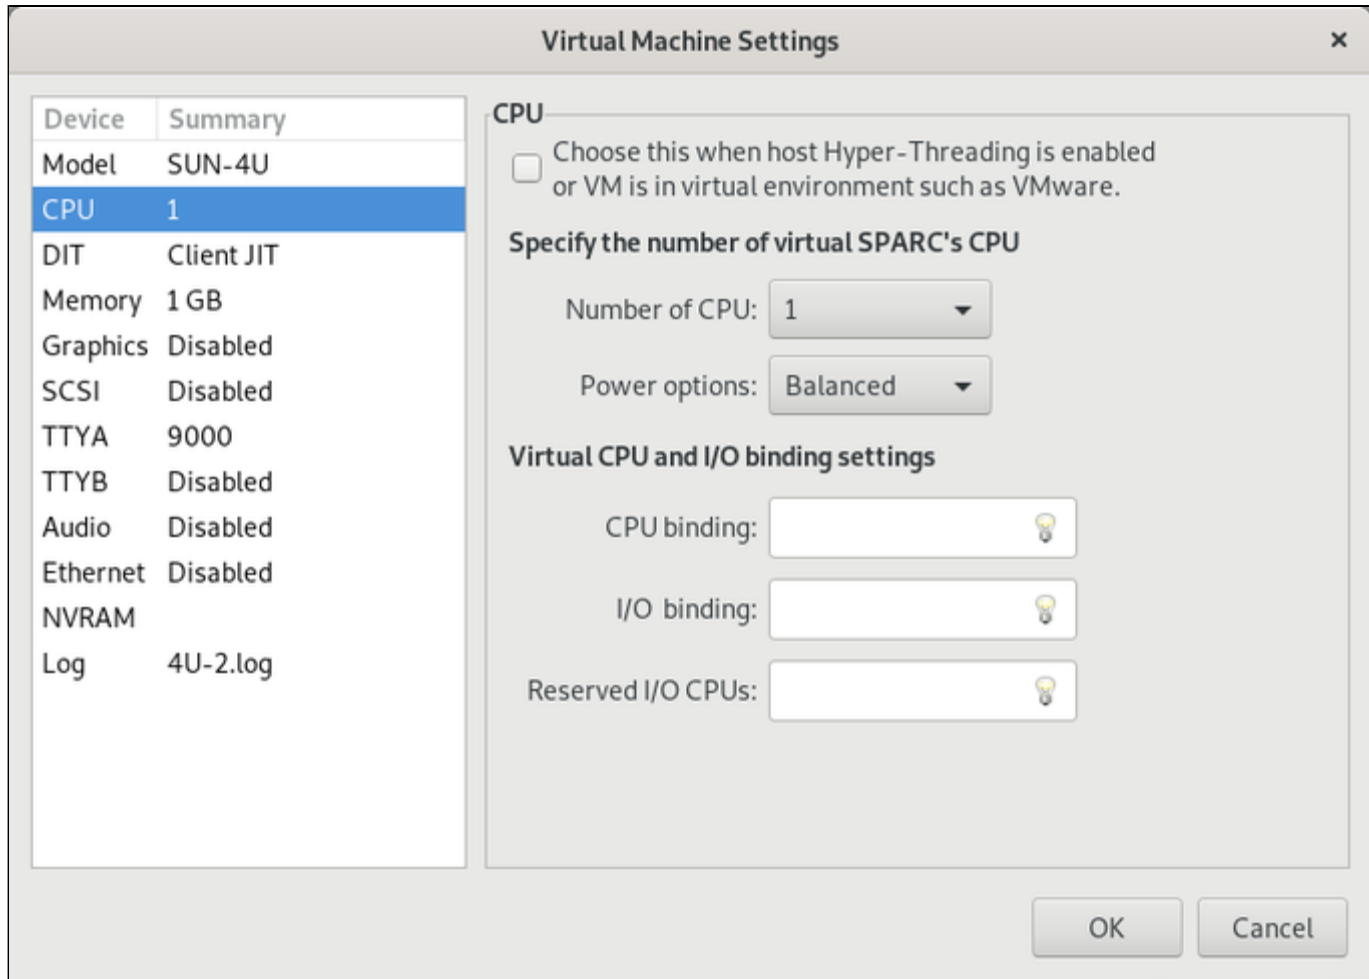 Virtual Machine Settings ×
Device Summary
Model SUN-4U
CPU 1
DIT Client JIT
Memory 1 GB
Graphics Disabled
SCSI Disabled
TTYA 9000
TTYB Disabled
Audio Disabled
Ethernet Disabled
NVRAM
Log 4U-2.log
CPU
Choose this when host Hyper-Threading is enabled
or VM is in virtual environment such as VMware.
Specify the number of virtual SPARC's CPU
Number of CPU: 1
Power options: Balanced
Virtual CPU and I/O binding settings
CPU binding:
I/O binding:
Reserved I/O CPUs:
OK Cancel